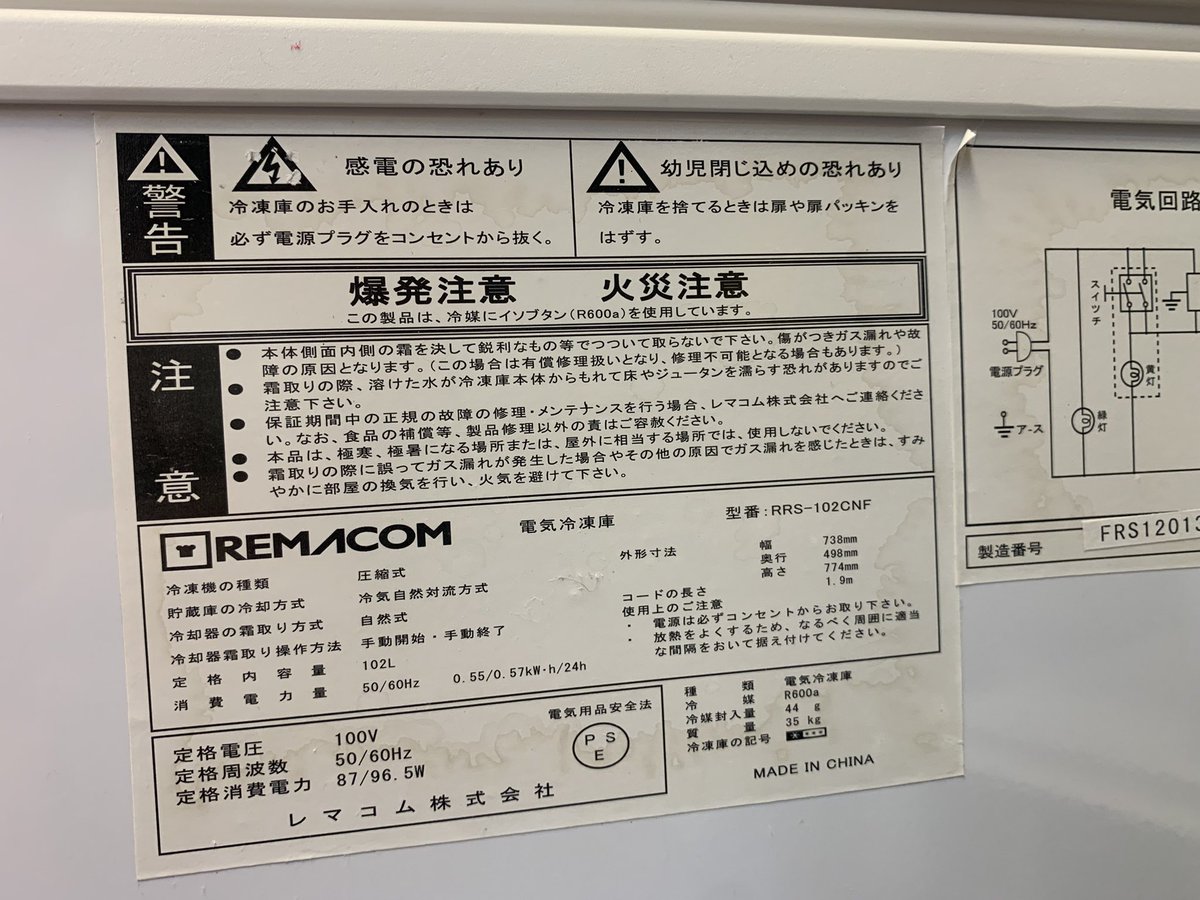 警告
感電の恐れあり
冷凍庫のお手入れのときは
必ず電源プラグをコンセントから抜く。
幼児閉じ込めの恐れあり
冷凍庫を捨てるときは扉や扉パッキンを
はずす。
爆発注意 火災注意
この製品は、冷媒にイソブタン(R600a)を使用しています。
注意
● 本体側面内側の霜を決して鋭利なもの等でつついて取らないで下さい。傷がつきガス漏れや故
障の原因となります。(この場合は有償修理扱いとなり、修理不可能となる場合もあります。)
● 霜取りの際、溶けた水が冷凍庫本体からもれて床やジュータンを濡らす恐れがありますのでご
注意下さい。
● 保証期間中の正規の故障の修理・メンテナンスを行う場合、レマコム株式会社へご連絡くださ
い。なお、食品の補償等、製品修理以外の責はご容赦ください。
● 本品は、極寒、極暑になる場所または、屋外に相当する場所では、使用しないでください。
● 霜取りの際に誤ってガス漏れが発生した場合やその他の原因でガス漏れを感じたときは、すみ
やかに部屋の換気を行い、火気を避けて下さい。
REMACOM 電気冷凍庫 型番:RRS-102CNF
冷凍機の種類 圧縮式
貯蔵庫の冷却方式 冷気自然対流方式
冷却器の霜取り方式 自然式
冷却器霜取り操作方法 手動開始・手動終了
定格内容量 102L
消費電力量 50/60Hz 0.55/0.57kW·h/24h
外形寸法 幅 738mm
奥行 498mm
高さ 774mm
コードの長さ 1.9m
使用上のご注意
・ 電源は必ずコンセントからお取り下さい。
・ 放熱をよくするため、なるべく周囲に適当
な間隔をおいて据え付けてください。
定格電圧 100V
定格周波数 50/60Hz
定格消費電力 87/96.5W
電気用品安全法
PSE
レマコム株式会社
種類 電気冷凍庫
冷媒 R600a
冷媒封入量 44 g
質量 35 kg
冷凍庫の記号 ****
MADE IN CHINA
電気回路
100V
50/60Hz
電源プラグ
アース
スイッチ
黄灯
緑灯
製造番号 FRS12013